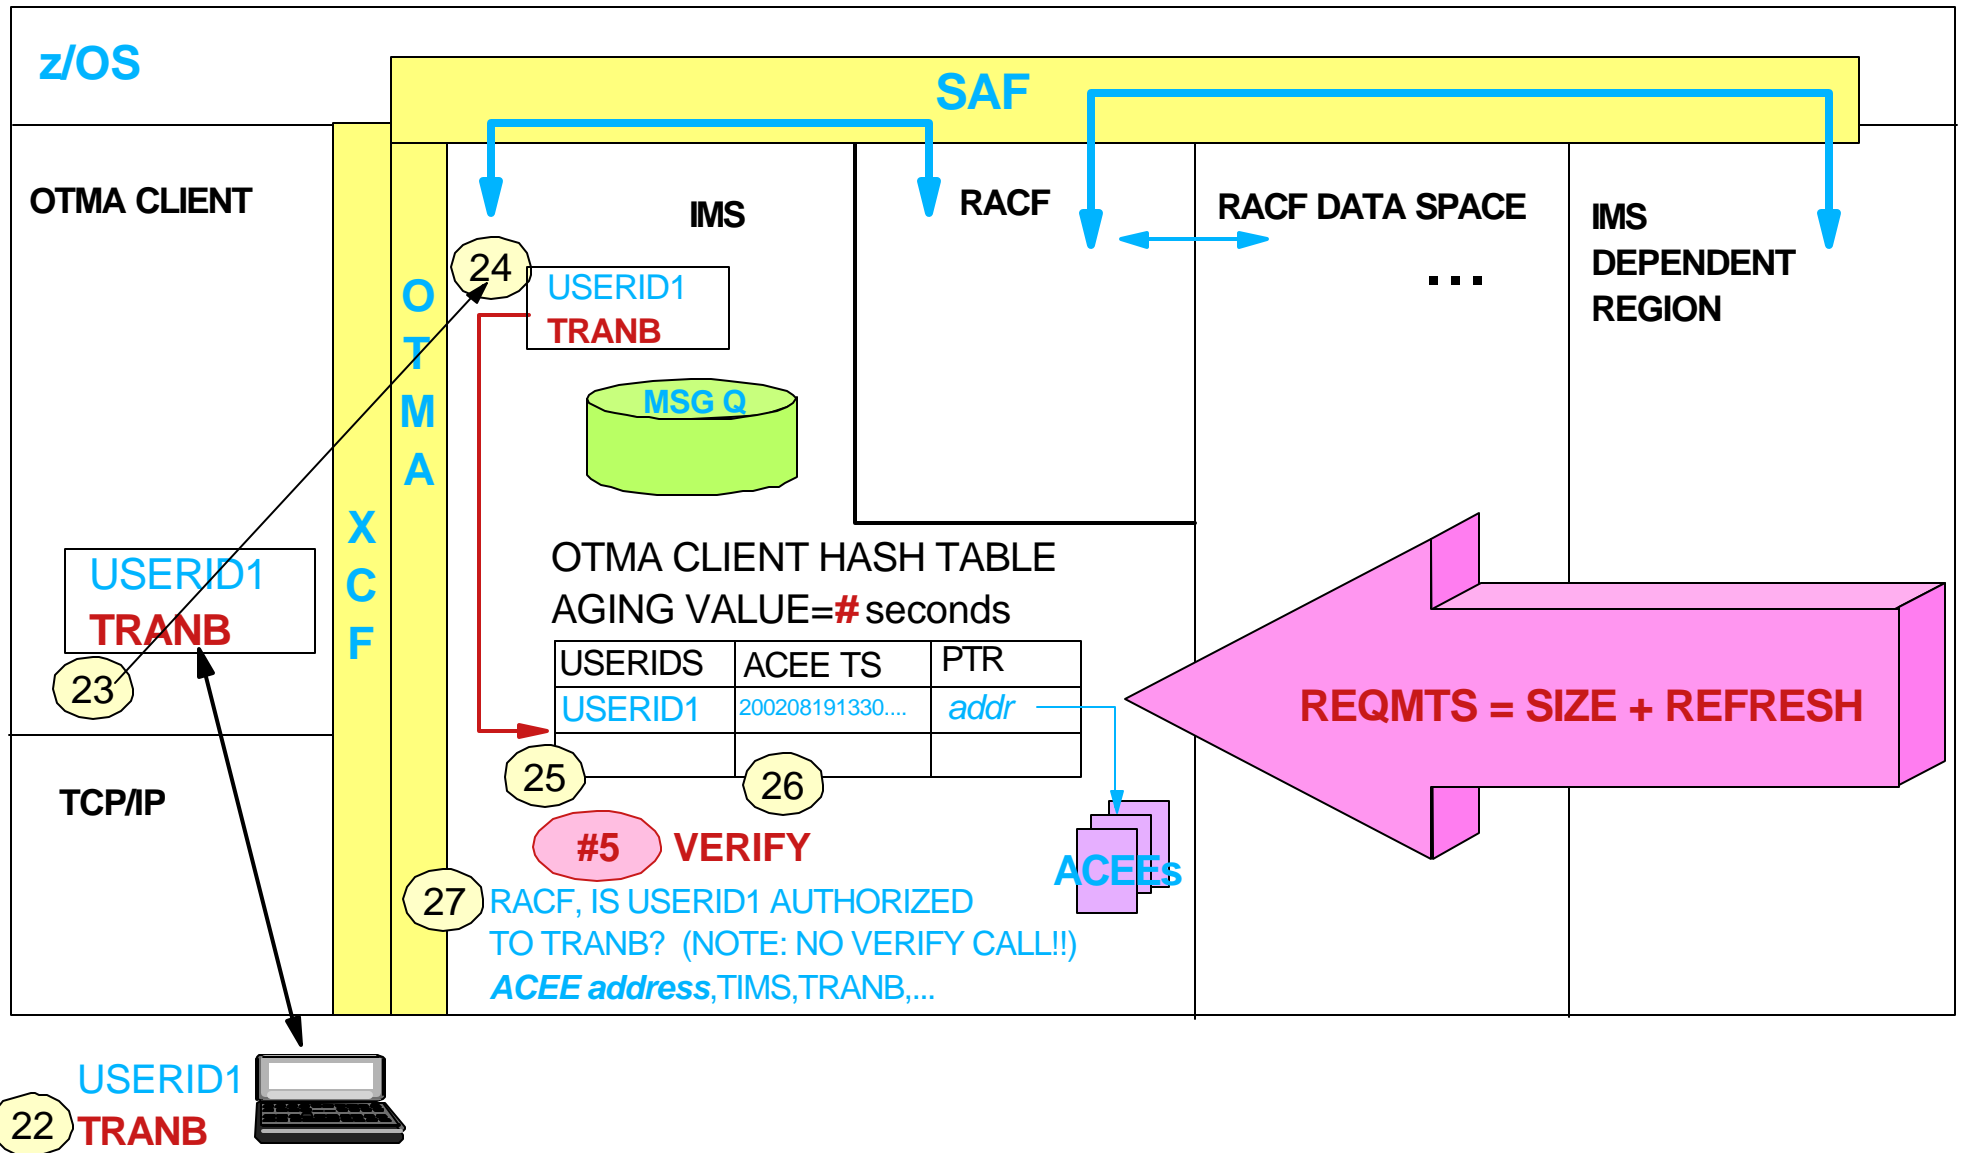 z/OS
SAF
OTMA CLIENT
IMS
RACF
RACF DATA SPACE
IMS
DEPENDENT
REGION
...
24
USERID1
TRANB
OTMA
MSG Q
XCF
USERID1
TRANB
23
OTMA CLIENT HASH TABLE
AGING VALUE=# seconds
USERIDS ACEE TS PTR
USERID1 200208191330.... addr
25
26
REQMTS = SIZE + REFRESH
TCP/IP
#5 VERIFY
ACEEs
27
RACF, IS USERID1 AUTHORIZED
TO TRANB? (NOTE: NO VERIFY CALL!!)
ACEE address,TIMS,TRANB,...
USERID1
22 TRANB